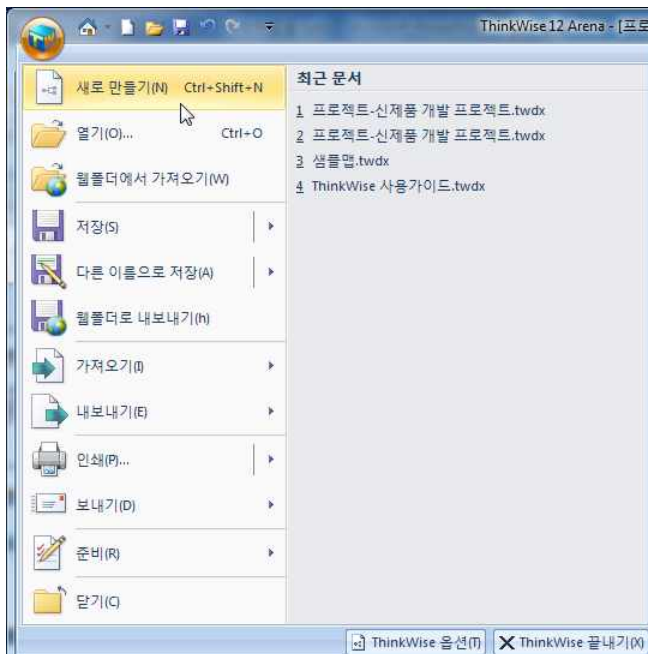 ThinkWise 12 Arena - [프로
새로 만들기(N) Ctrl+Shift+N
열기(O)... Ctrl+O
웹폴더에서 가져오기(W)
저장(S)
다른 이름으로 저장(A)
웹폴더로 내보내기(h)
가져오기(I)
내보내기(E)
인쇄(P)...
보내기(D)
준비(R)
닫기(C)
최근 문서
1 프로젝트-신제품 개발 프로젝트.twdx
2 프로젝트-신제품 개발 프로젝트.twdx
3 샘플맵.twdx
4 ThinkWise 사용가이드.twdx
ThinkWise 옵션(T) ThinkWise 끝내기(X)